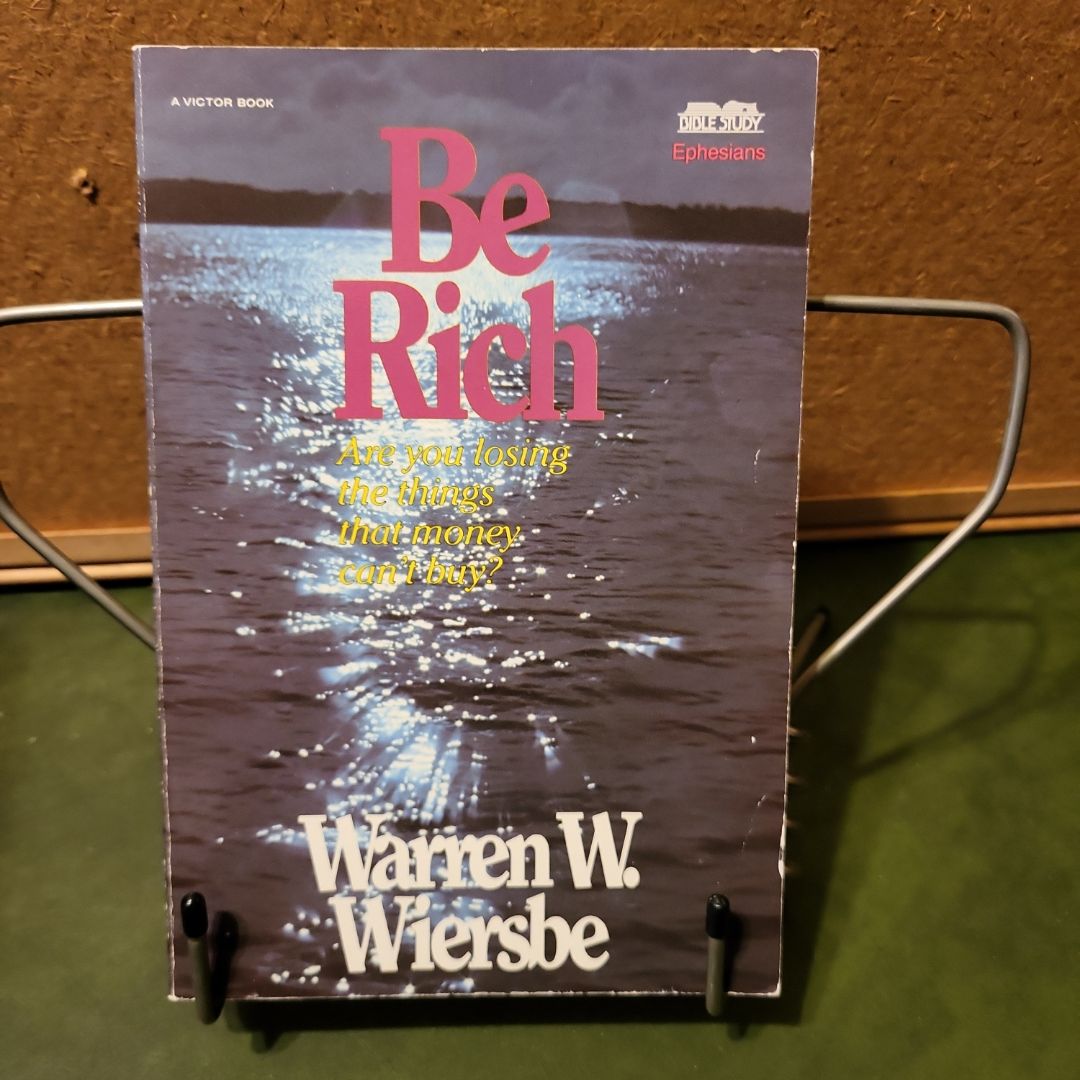 A VICTOR BOOK
BIBLE STUDY
Ephesians
Be
Rich
Are you losing
the things
that money
can't buy?
Warren W.
Wiersbe